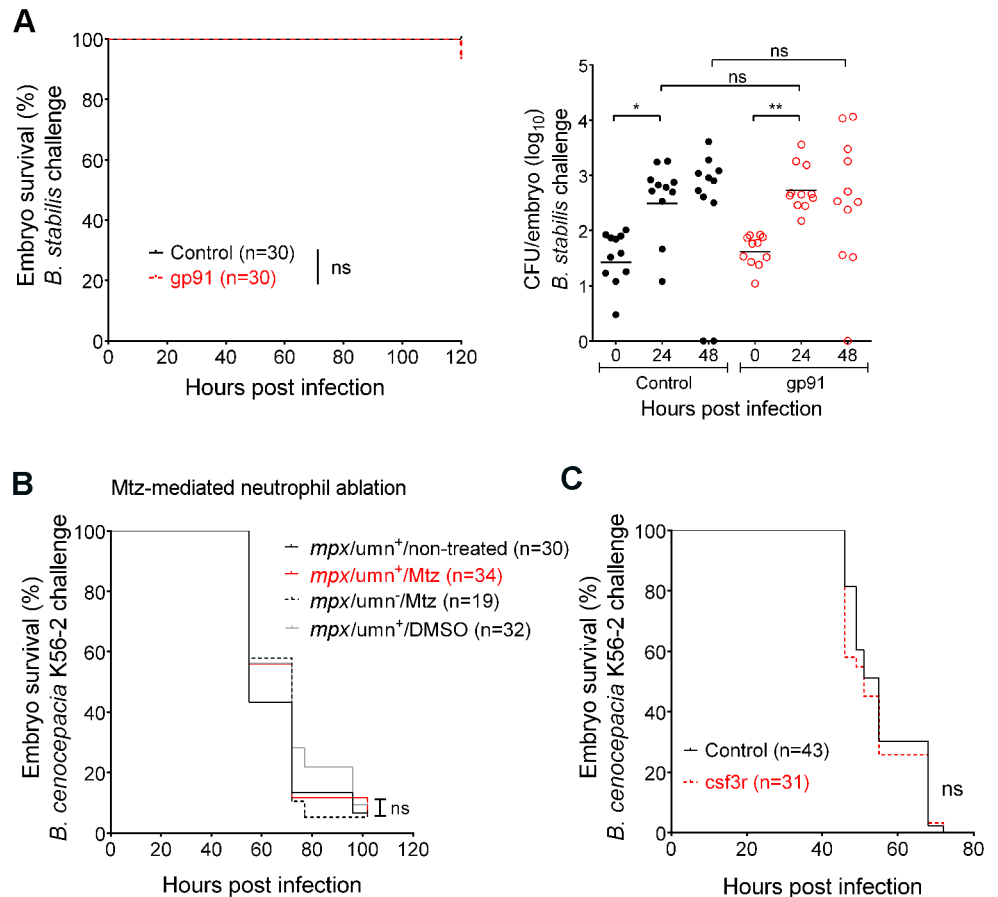 A
Embryo survival (%)
B. stabilis challenge
100
80
60
40
20
0
Control (n=30)
gp91 (n=30)
ns
0 20 40 60 80 100 120
Hours post infection
CFU/embryo (log10)
B. stabilis challenge
5
4
3
2
1
0
ns
ns
* **
0 24 48 0 24 48
Control gp91
Hours post infection
B
Mtz-mediated neutrophil ablation
Embryo survival (%)
B. cenocepacia K56-2 challenge
100
80
60
40
20
0
mpx/umn+/non-treated (n=30)
mpx/umn+/Mtz (n=34)
mpx/umn-/Mtz (n=19)
mpx/umn+/DMSO (n=32)
ns
0 20 40 60 80 100 120
Hours post infection
C
Embryo survival (%)
B. cenocepacia K56-2 challenge
100
80
60
40
20
0
Control (n=43)
csf3r (n=31)
ns
0 20 40 60 80
Hours post infection